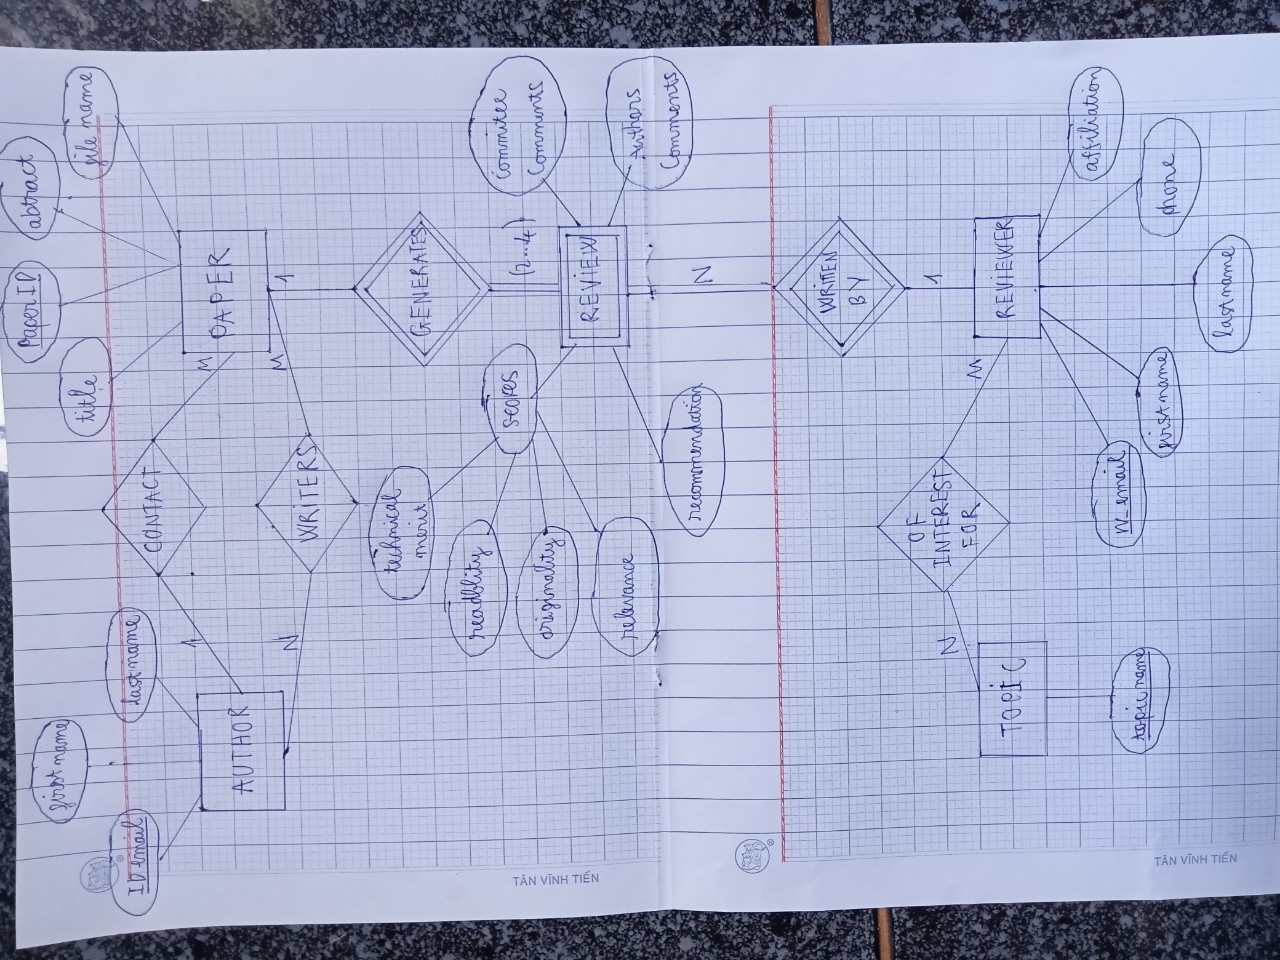 first name
Paper ID
abtract
title
file name
ID email
last name
CONTACT
1
M
AUTHOR
PAPER
N
WRITERS
M
1
technical
merit
GENERATES
readblity
scores
(2...4)
Commitee
Comments
originality
REVIEW
relevance
Authors
Comments
recommendation
N
TÂN VĨNH TIẾN
WRITTEN
BY
OF
INTEREST
FOR
N
1
M
TOPIC
REVIEWER
affiliation
topic name
first name
phone
last name
TÂN VĨNH TIẾN